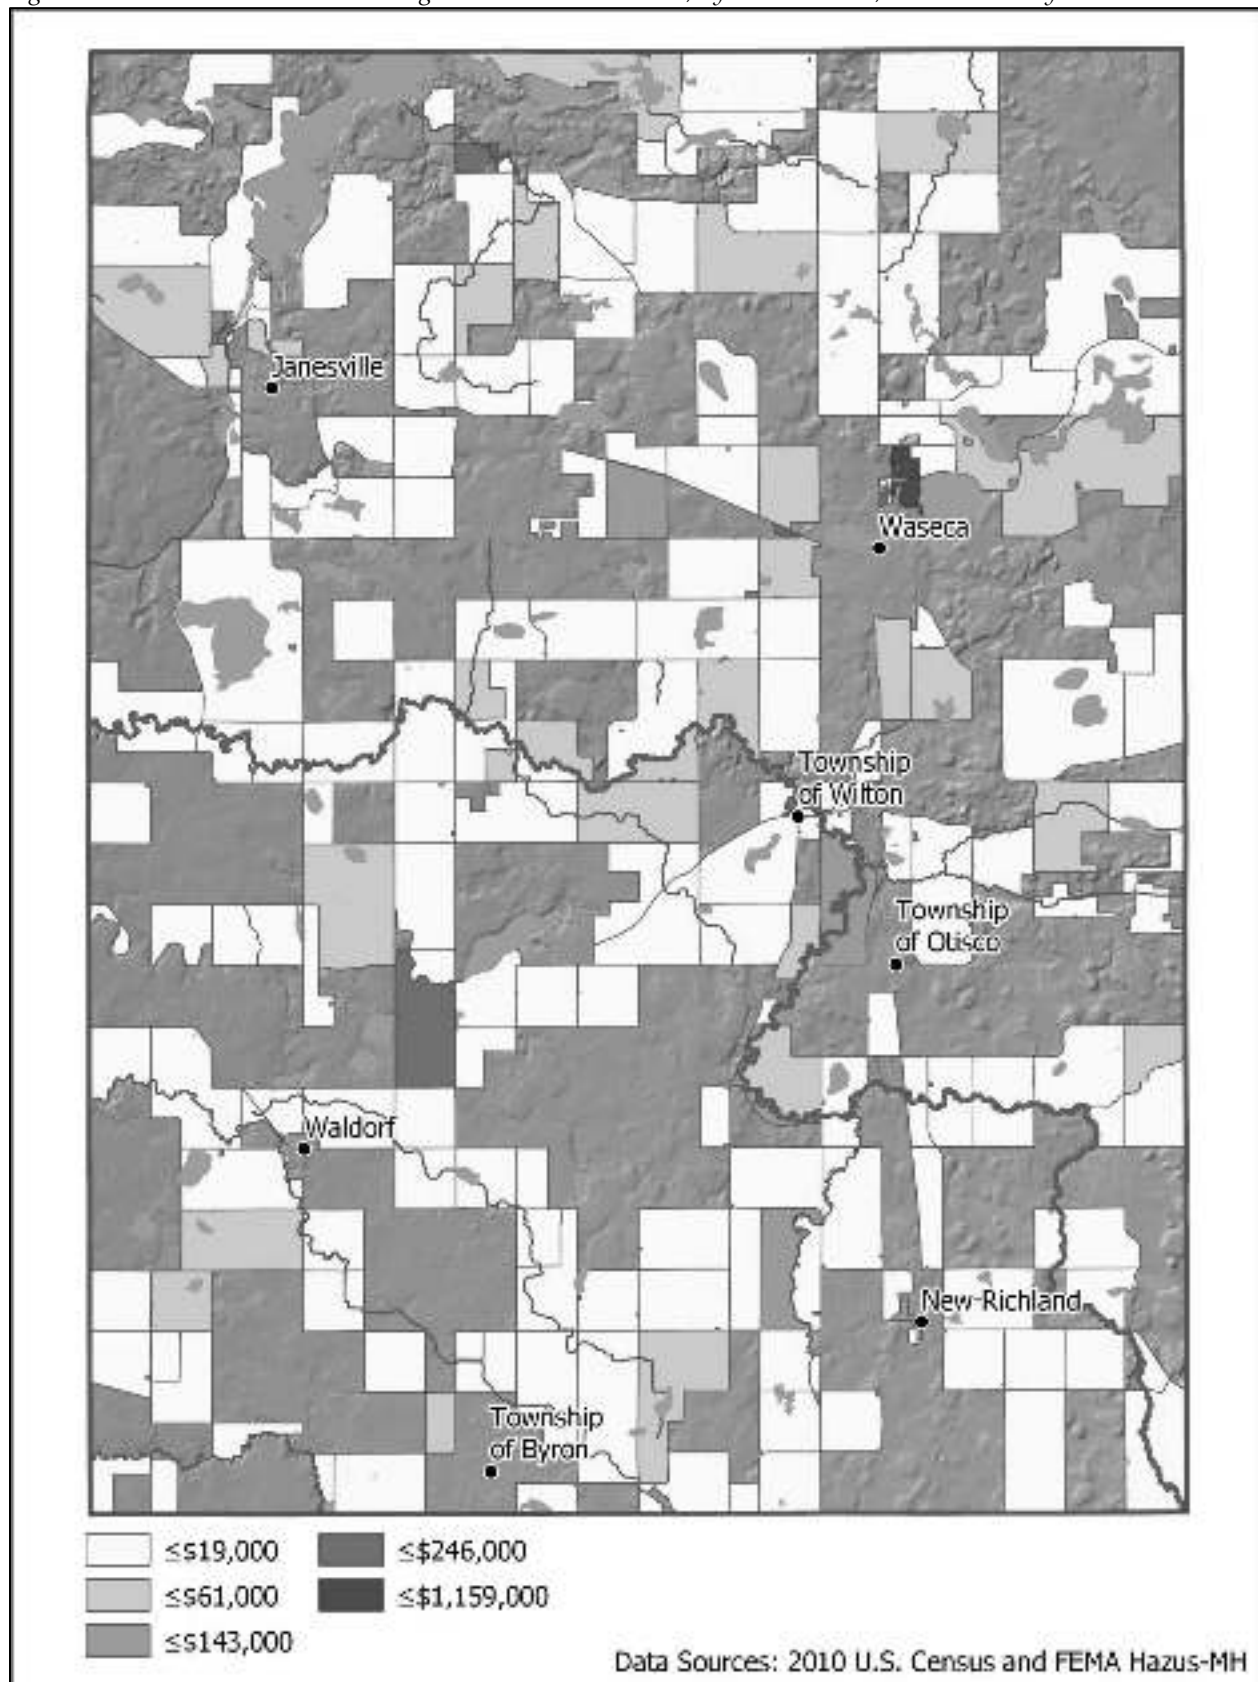 Janesville
Waseca
Township
of Wilton
Township
of Otisco
Waldorf
New Richland
Township
of Byron
≤$19,000
≤$246,000
≤$61,000
≤$1,159,000
≤$143,000
Data Sources: 2010 U.S. Census and FEMA Hazus-MH